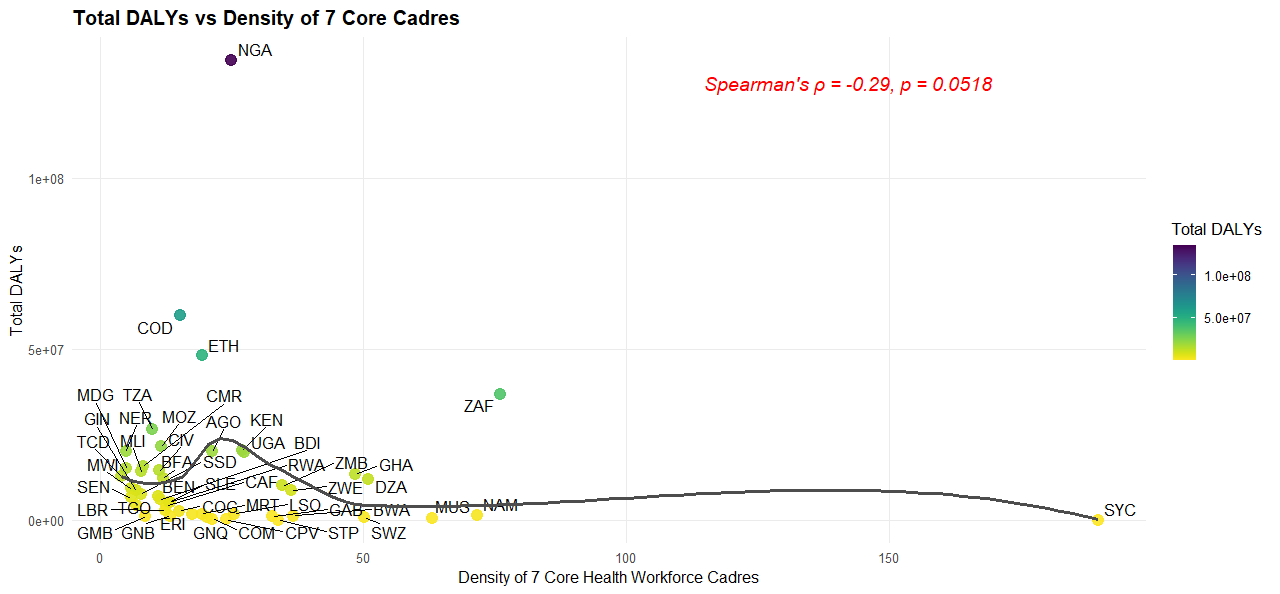 Total DALYs vs Density of 7 Core Cadres
NGA
Spearman's ρ = -0.29, p = 0.0518
1e+08
Total DALYs
1.0e+08
5.0e+07
Total DALYs
COD
ETH
5e+07
ZAF
MDG TZA CMR
GIN NER MOZ AGO KEN
TCD MLI CIV UGA BDI
MWI BFA SSD RWA ZMB GHA
SEN BEN SLE CAF ZWE DZA
LBR TGO COG MRT LSO GAB BWA MUS NAM SYC
0e+00
GMB GNB ERI GNQ COM CPV STP SWZ
0 50 100 150
Density of 7 Core Health Workforce Cadres